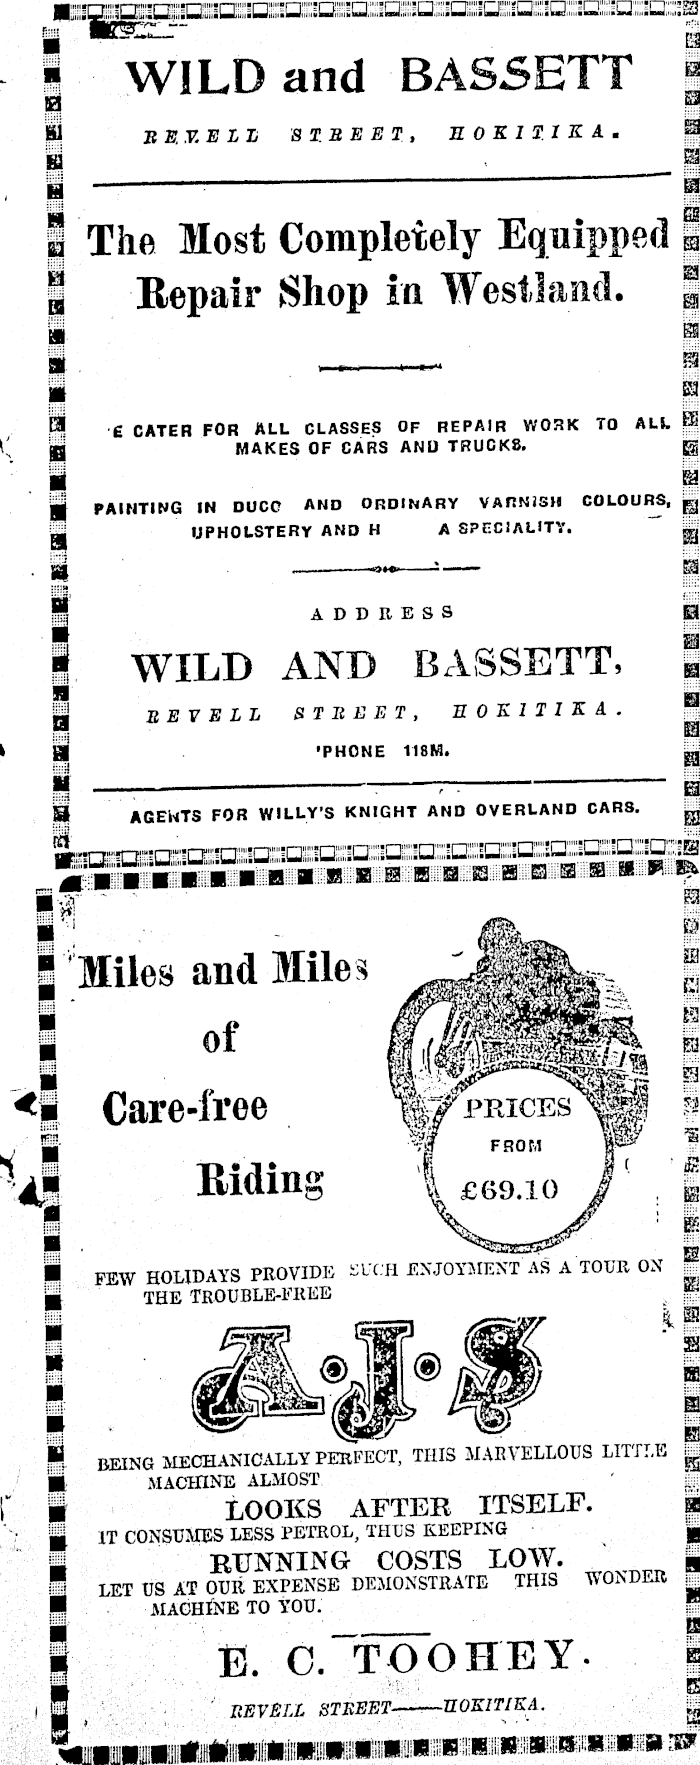 WILD and BASSETT
REVELL STREET, HOKITIKA.
The Most Completely Equipped
Repair Shop in Westland.
E CATER FOR ALL CLASSES OF REPAIR WORK TO ALL
MAKES OF CARS AND TRUCKS.
PAINTING IN DUCO AND ORDINARY VARNISH COLOURS,
UPHOLSTERY AND H A SPECIALITY.
ADDRESS
WILD AND BASSETT,
REVELL STREET, HOKITIKA.
'PHONE 118M.
AGENTS FOR WILLY'S KNIGHT AND OVERLAND CARS.
Miles and Miles
of
Care-free
Riding
PRICES
FROM
£69.10
FEW HOLIDAYS PROVIDE SUCH ENJOYMENT AS A TOUR ON
THE TROUBLE-FREE
A·J·S
BEING MECHANICALLY PERFECT, THIS MARVELLOUS LITTLE
MACHINE ALMOST
LOOKS AFTER ITSELF.
IT CONSUMES LESS PETROL, THUS KEEPING
RUNNING COSTS LOW.
LET US AT OUR EXPENSE DEMONSTRATE THIS WONDER
MACHINE TO YOU.
E. C. TOOHEY.
REVELL STREET——HOKITIKA.